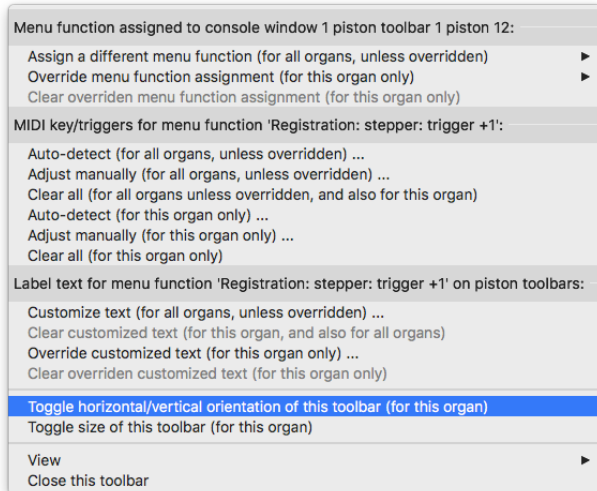 Menu function assigned to console window 1 piston toolbar 1 piston 12:
Assign a different menu function (for all organs, unless overridden)
Override menu function assignment (for this organ only)
Clear overriden menu function assignment (for this organ only)
MIDI key/triggers for menu function 'Registration: stepper: trigger +1':
Auto-detect (for all organs, unless overridden) ...
Adjust manually (for all organs, unless overridden) ...
Clear all (for all organs unless overridden, and also for this organ)
Auto-detect (for this organ only) ...
Adjust manually (for this organ only) ...
Clear all (for this organ only)
Label text for menu function 'Registration: stepper: trigger +1' on piston toolbars:
Customize text (for all organs, unless overridden) ...
Clear customized text (for this organ, and also for all organs)
Override customized text (for this organ only) ...
Clear overriden customized text (for this organ only)
Toggle horizontal/vertical orientation of this toolbar (for this organ)
Toggle size of this toolbar (for this organ)
View
Close this toolbar